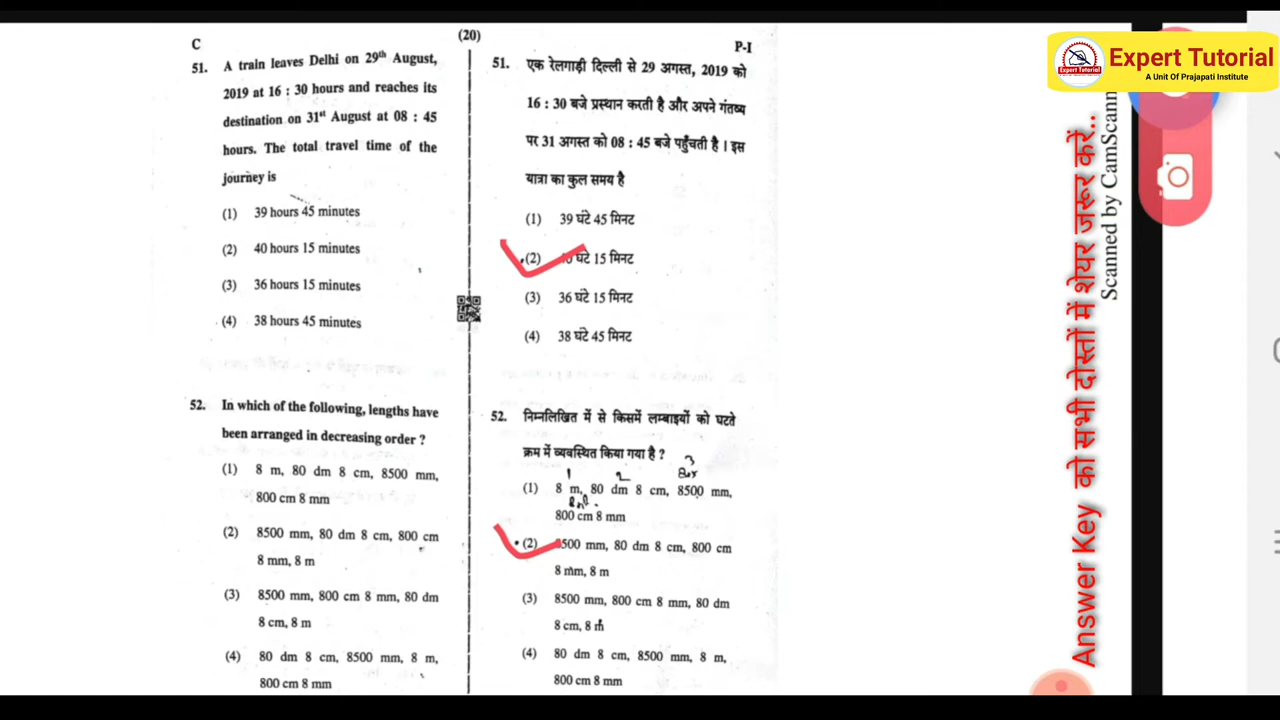 C
(20)
P-I
51. A train leaves Delhi on 29th August,
2019 at 16 : 30 hours and reaches its
destination on 31st August at 08 : 45
hours. The total travel time of the
journey is
(1) 39 hours 45 minutes
(2) 40 hours 15 minutes
(3) 36 hours 15 minutes
(4) 38 hours 45 minutes
52. In which of the following, lengths have
been arranged in decreasing order ?
(1) 8 m, 80 dm 8 cm, 8500 mm,
800 cm 8 mm
(2) 8500 mm, 80 dm 8 cm, 800 cm
8 mm, 8 m
(3) 8500 mm, 800 cm 8 mm, 80 dm
8 cm, 8 m
(4) 80 dm 8 cm, 8500 mm, 8 m,
800 cm 8 mm
51. एक रेलगाड़ी दिल्ली से 29 अगस्त, 2019 को
16 : 30 बजे प्रस्थान करती है और अपने गंतव्य
पर 31 अगस्त को 08 : 45 बजे पहुँचती है । इस
यात्रा का कुल समय है
(1) 39 घंटे 45 मिनट
(2) 40 घंटे 15 मिनट
(3) 36 घंटे 15 मिनट
(4) 38 घंटे 45 मिनट
52. निम्नलिखित में से किसमें लम्बाइयों को घटते
क्रम में व्यवस्थित किया गया है ?
1 2 3
(1) 8 m, 80 dm 8 cm, 8500 mm,
800 cm 8 mm
(2) 8500 mm, 80 dm 8 cm, 800 cm
8 mm, 8 m
(3) 8500 mm, 800 cm 8 mm, 80 dm
8 cm, 8 m
(4) 80 dm 8 cm, 8500 mm, 8 m,
800 cm 8 mm
Expert Tutorial
Expert Tutorial
A Unit Of Prajapati Institute
Answer Key को सभी दोस्तों में शेयर जरूर करें..
Scanned by CamScann